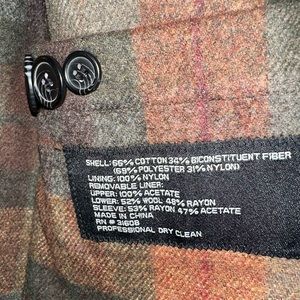 SHELL: 66% COTTON 34% BICONSTITUENT FIBER
(69% POLYESTER 31% NYLON)
LINING: 100% NYLON
REMOVABLE LINER:
UPPER: 100% ACETATE
LOWER: 52% WOOL 48% RAYON
SLEEVE: 53% RAYON 47% ACETATE
MADE IN CHINA
RN # 31608
PROFESSIONAL DRY CLEAN